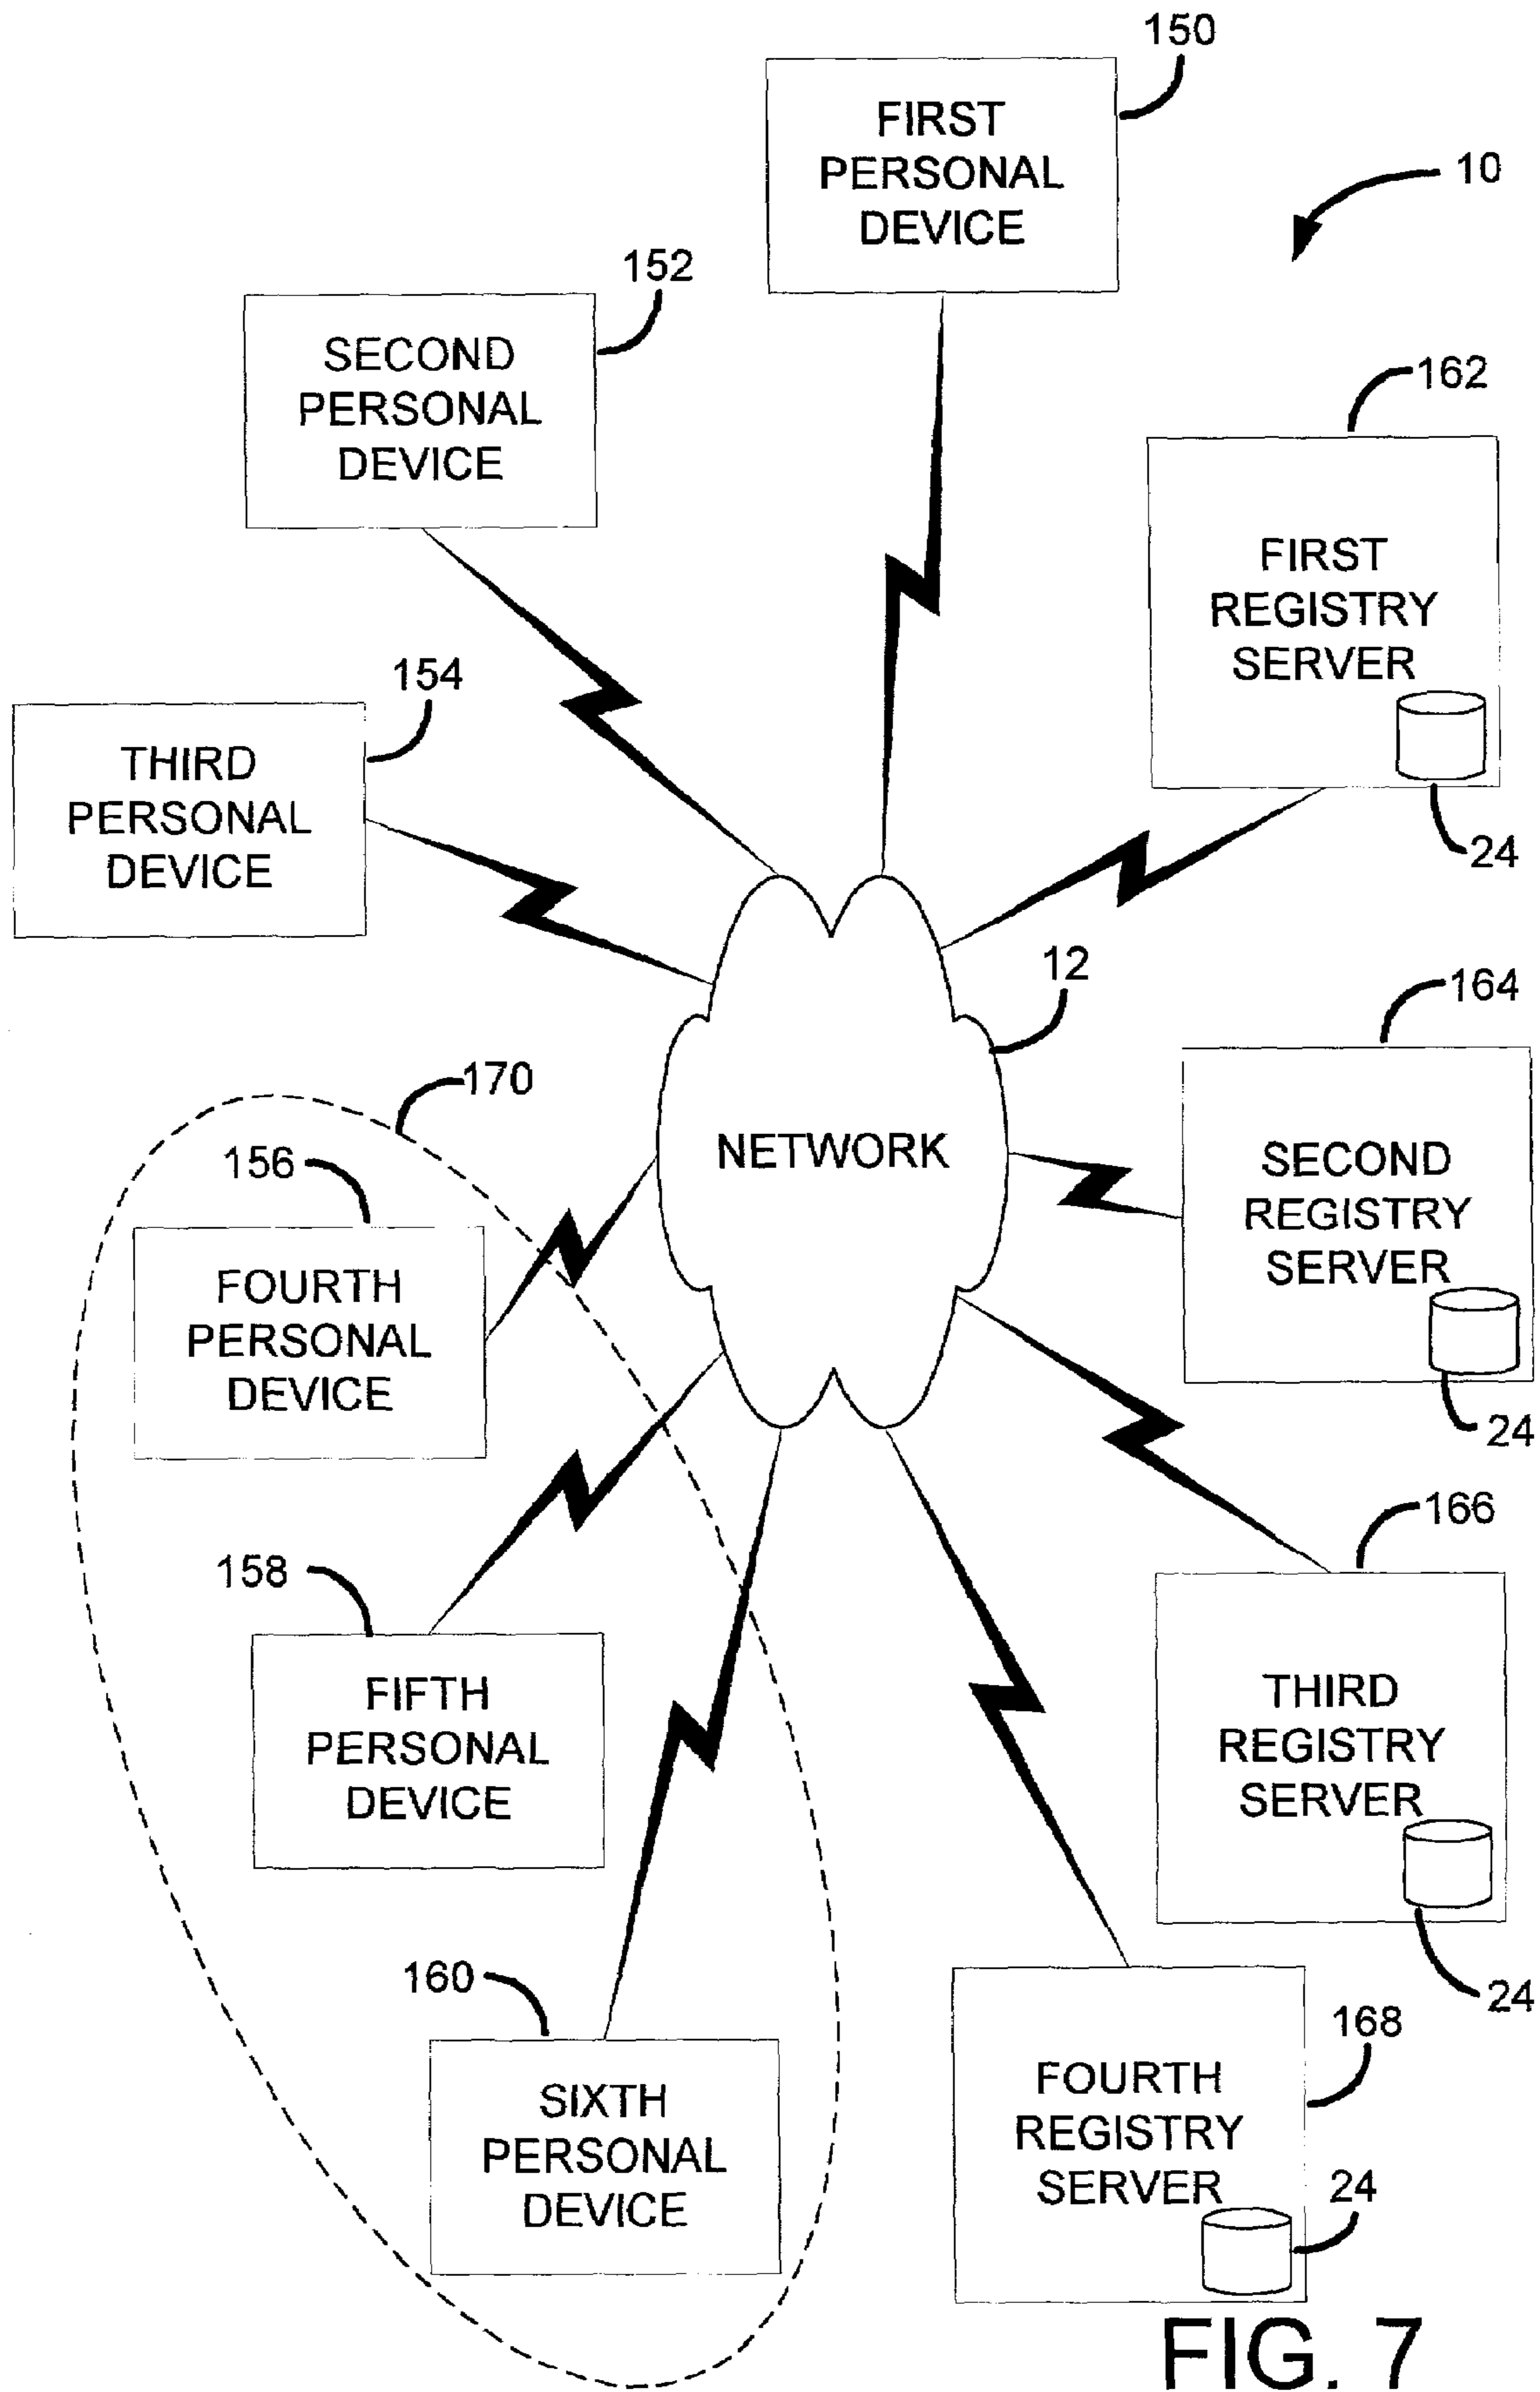 150
FIRST
PERSONAL
DEVICE
10
152
SECOND
PERSONAL
DEVICE
162
FIRST
REGISTRY
SERVER
24
154
THIRD
PERSONAL
DEVICE
12
NETWORK
164
SECOND
REGISTRY
SERVER
24
170
156
FOURTH
PERSONAL
DEVICE
166
THIRD
REGISTRY
SERVER
24
158
FIFTH
PERSONAL
DEVICE
160
SIXTH
PERSONAL
DEVICE
168
FOURTH
REGISTRY
SERVER
24
FIG. 7